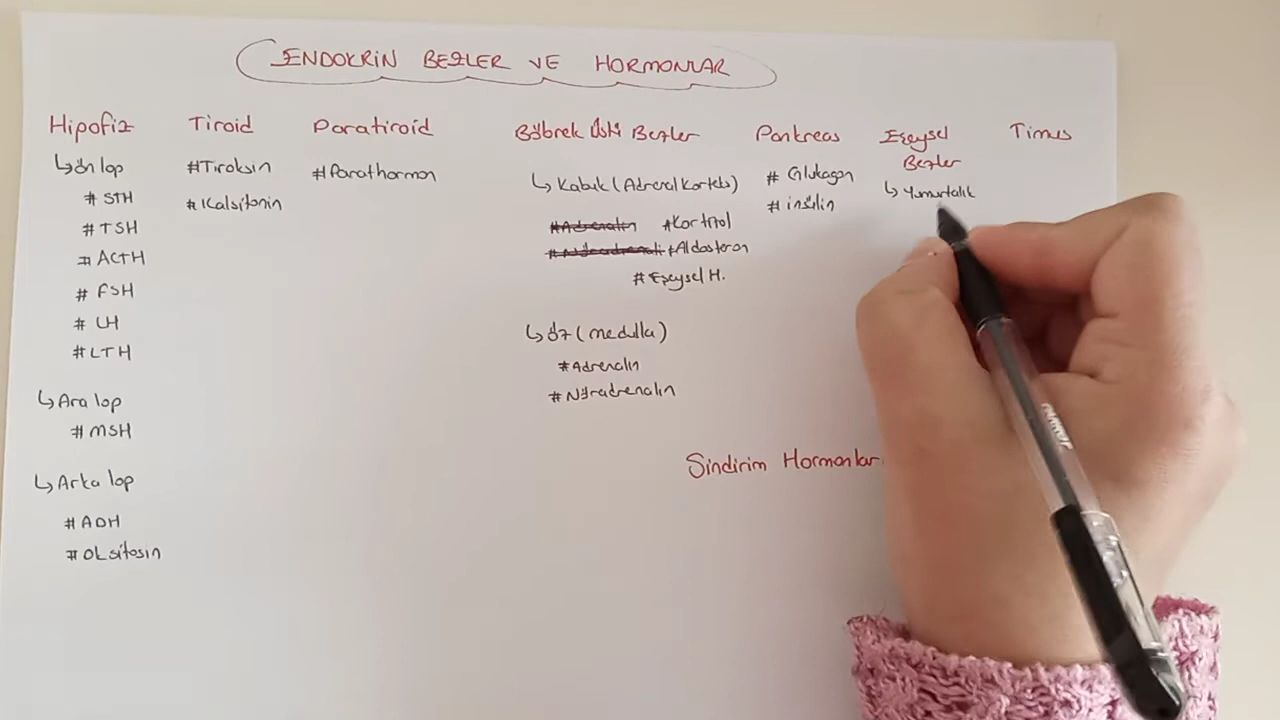 ENDOKRİN BEZLER VE HORMONLAR
Hipofiz
↳ön lop
#STH
#TSH
#ACTH
#FSH
#LH
#LTH
↳Ara lop
#MSH
↳Arka lop
#ADH
#Oksitosin
Tiroid
#Tiroksin
#Kalsitonin
Paratiroid
#Parathormon
Böbrek Üstü Bezler
↳Kabuk (Adrenal Korteks)
#Adrenalin #Kortizol
#Aldosteron
#Eşeysel H.
↳öz (medulla)
#Adrenalin
#Nöradrenalin
Pankreas
#Glukagon
#insülin
Eşeysel
Bezler
↳Yumurtalık
Timus
Sindirim Hormonları